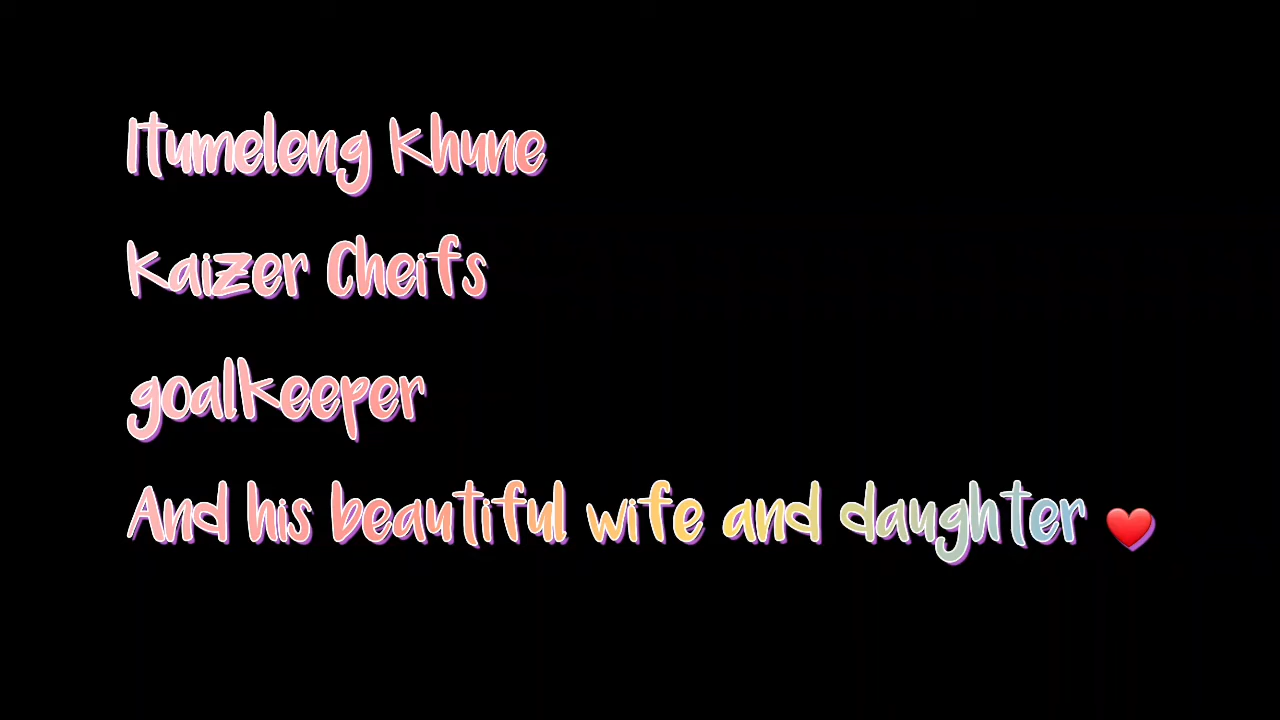 Itumeleng Khune
Kaizer Cheifs
goalkeeper
And his beautiful wife and daughter ❤️